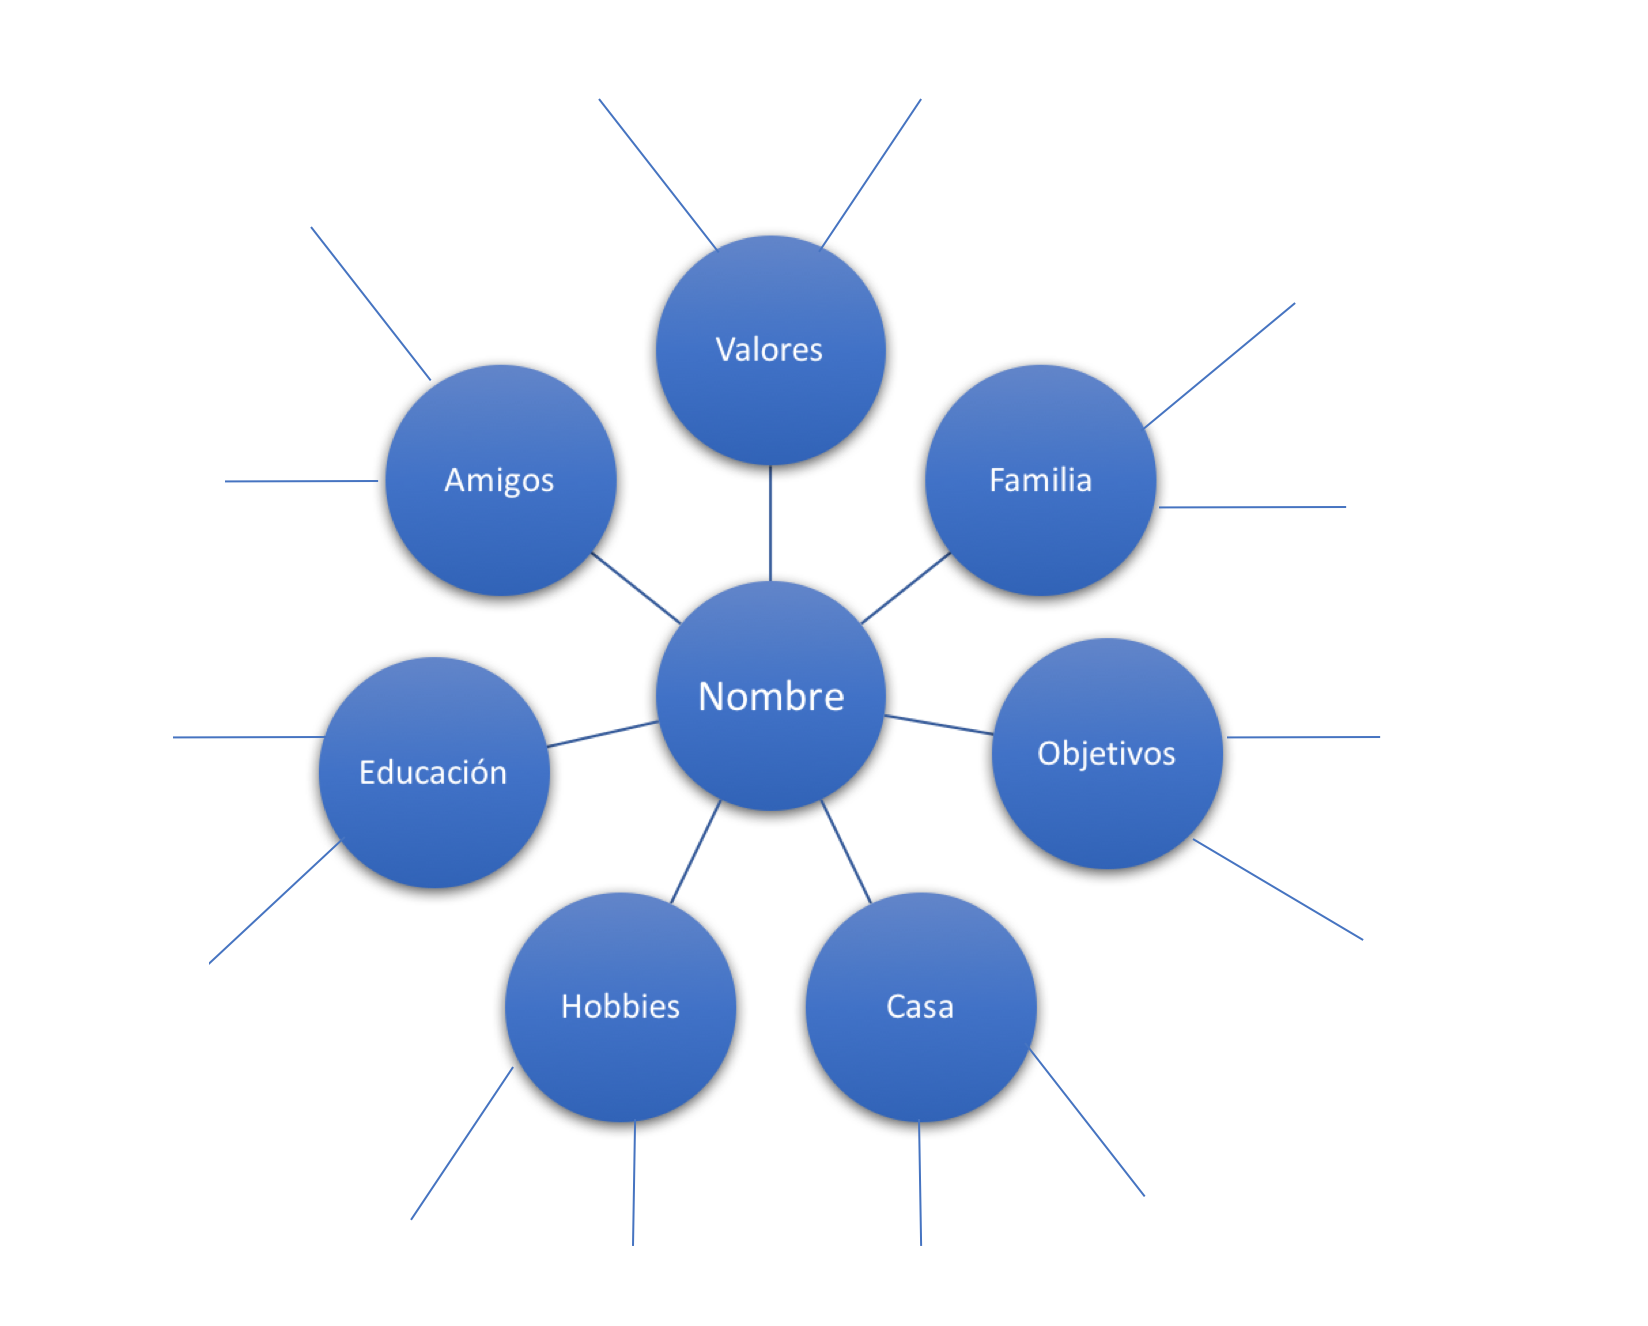 Valores
Amigos
Familia
Nombre
Educación
Objetivos
Hobbies
Casa